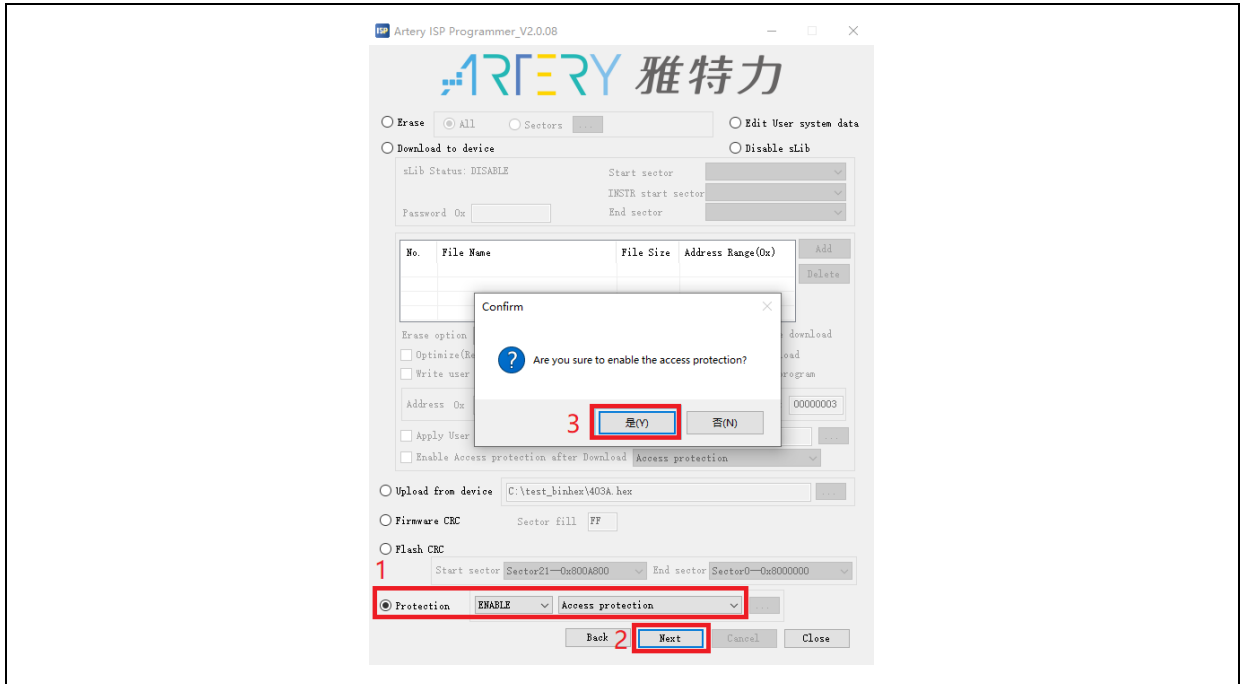 ISP Artery ISP Programmer_V2.0.08
ARTERY 雅特力
Erase All Sectors ... Edit User system data
Download to device Disable sLib
sLib Status: DISABLE Start sector
INSTR start sector
Password 0x End sector
No. File Name File Size Address Range(0x) Add
Delete
Confirm
Erase option download
Are you sure to enable the access protection?
Optimize(Re oad
Write user rogram
Address 0x 00000003
3 是(Y) 否(N)
Apply User ...
Enable Access protection after Download Access protection
Upload from device C:\test_binhex\403A.hex ...
Firmware CRC Sector fill FF
Flash CRC
1 Start sector Sector21—0x800A800 End sector Sector0—0x8000000
Protection ENABLE Access protection ...
Back 2 Next Cancel Close